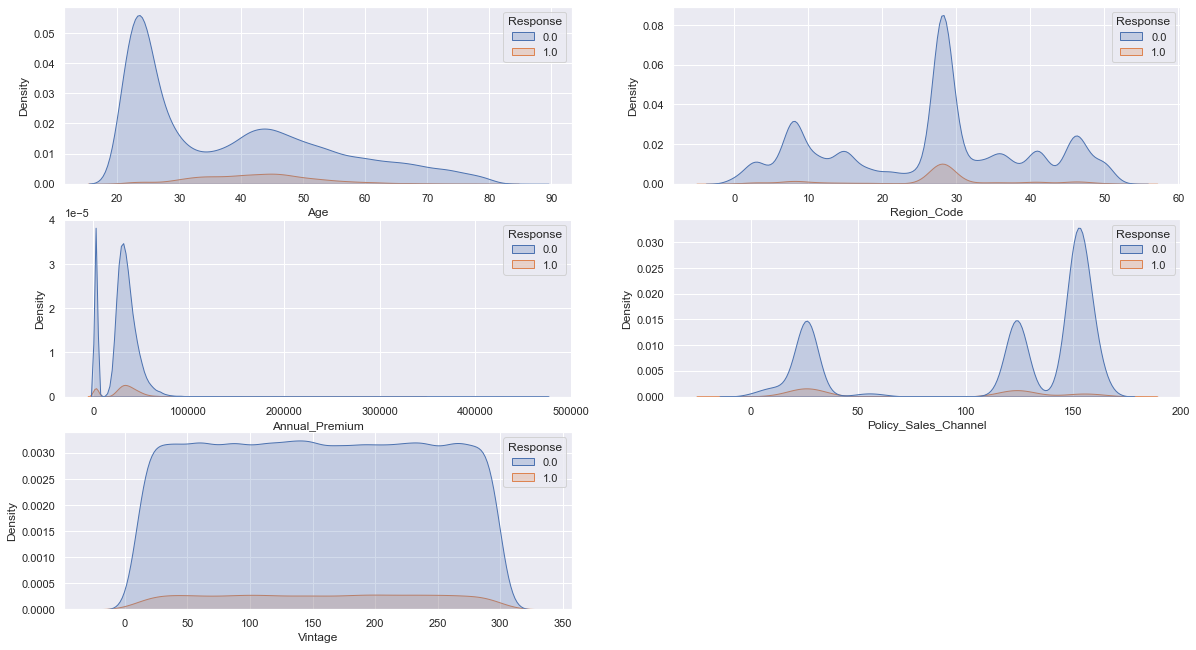 Response
0.0
1.0
Density
0.05
0.04
0.03
0.02
0.01
0.00
20 30 40 50 60 70 80 90
Age
Response
0.0
1.0
Density
0.08
0.06
0.04
0.02
0.00
0 10 20 30 40 50 60
Region_Code
1e−5
Response
0.0
1.0
Density
4
3
2
1
0
0 100000 200000 300000 400000 500000
Annual_Premium
Response
0.0
1.0
Density
0.030
0.025
0.020
0.015
0.010
0.005
0.000
0 50 100 150 200
Policy_Sales_Channel
Response
0.0
1.0
Density
0.0030
0.0025
0.0020
0.0015
0.0010
0.0005
0.0000
0 50 100 150 200 250 300 350
Vintage